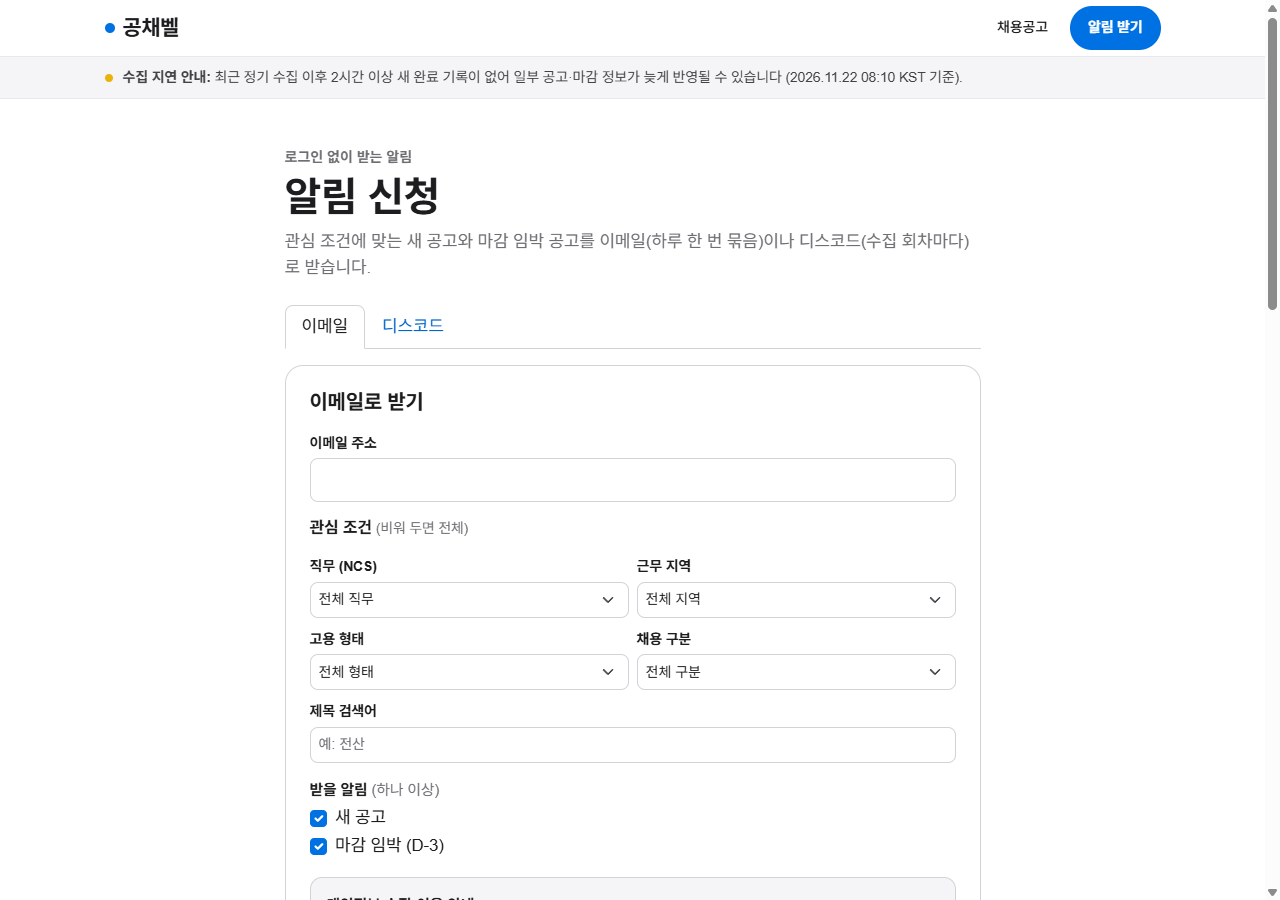 공채벨
채용공고
알림 받기
수집 지연 안내: 최근 정기 수집 이후 2시간 이상 새 완료 기록이 없어 일부 공고·마감 정보가 늦게 반영될 수 있습니다 (2026.11.22 08:10 KST 기준).
로그인 없이 받는 알림
알림 신청
관심 조건에 맞는 새 공고와 마감 임박 공고를 이메일(하루 한 번 묶음)이나 디스코드(수집 회차마다)
로 받습니다.
이메일 디스코드
이메일로 받기
이메일 주소
관심 조건 (비워 두면 전체)
직무 (NCS) 근무 지역
전체 직무 전체 지역
고용 형태 채용 구분
전체 형태 전체 구분
제목 검색어
예: 전산
받을 알림 (하나 이상)
새 공고
마감 임박 (D-3)